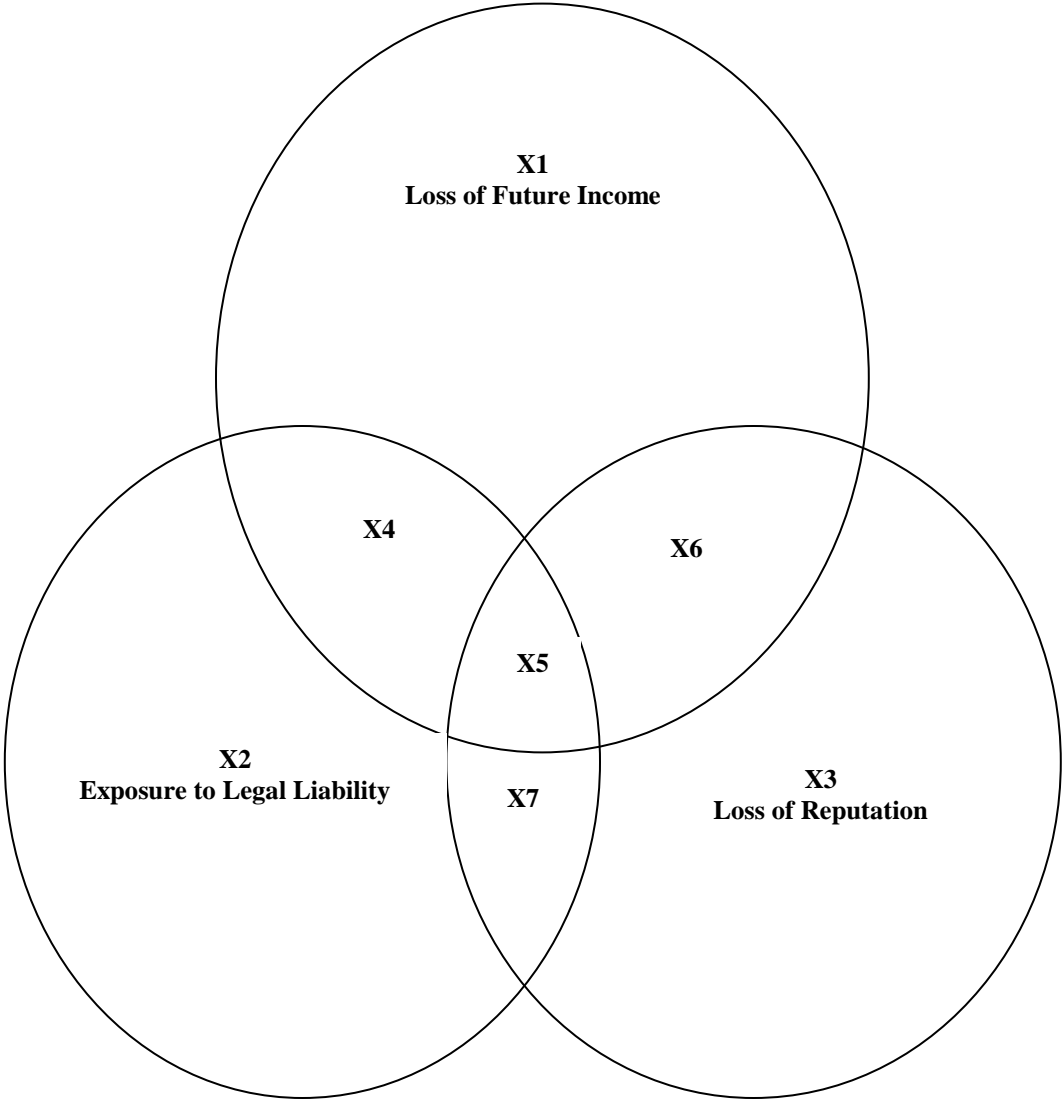 X1
Loss of Future Income
X4
X6
X5
X2
Exposure to Legal Liability
X3
Loss of Reputation
X7